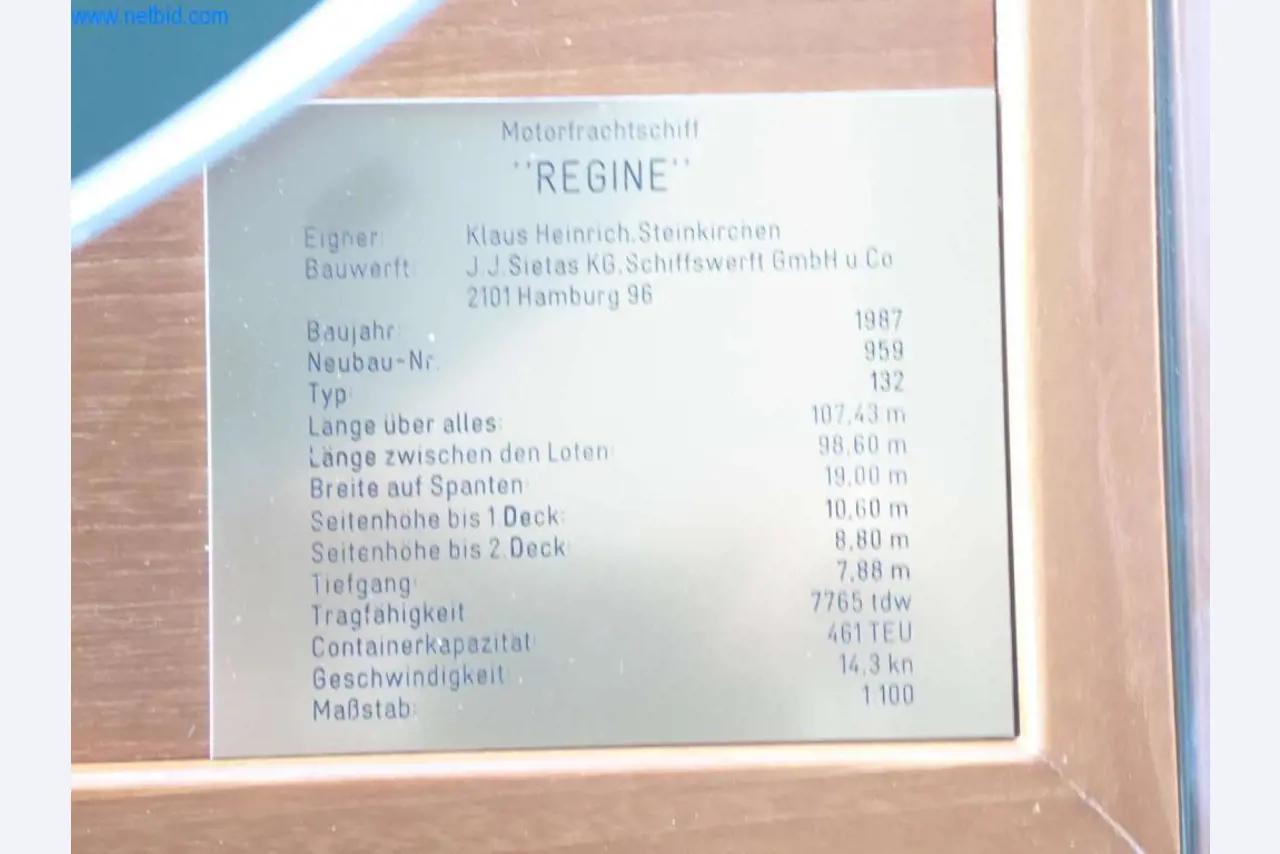 www.netbid.com
Motorfrachtschiff
"REGINE"
Eigner: Klaus Heinrich, Steinkirchen
Bauwerft: J.J. Sietas KG, Schiffswerft GmbH u. Co
2101 Hamburg 96
Baujahr: 1987
Neubau-Nr. 959
Typ: 132
Länge über alles: 107,43 m
Länge zwischen den Loten: 98,60 m
Breite auf Spanten: 19,00 m
Seitenhöhe bis 1.Deck: 10,60 m
Seitenhöhe bis 2.Deck: 8,80 m
Tiefgang: 7,88 m
Tragfähigkeit 7765 tdw
Containerkapazität: 461 TEU
Geschwindigkeit: 14,3 kn
Maßstab: 1:100